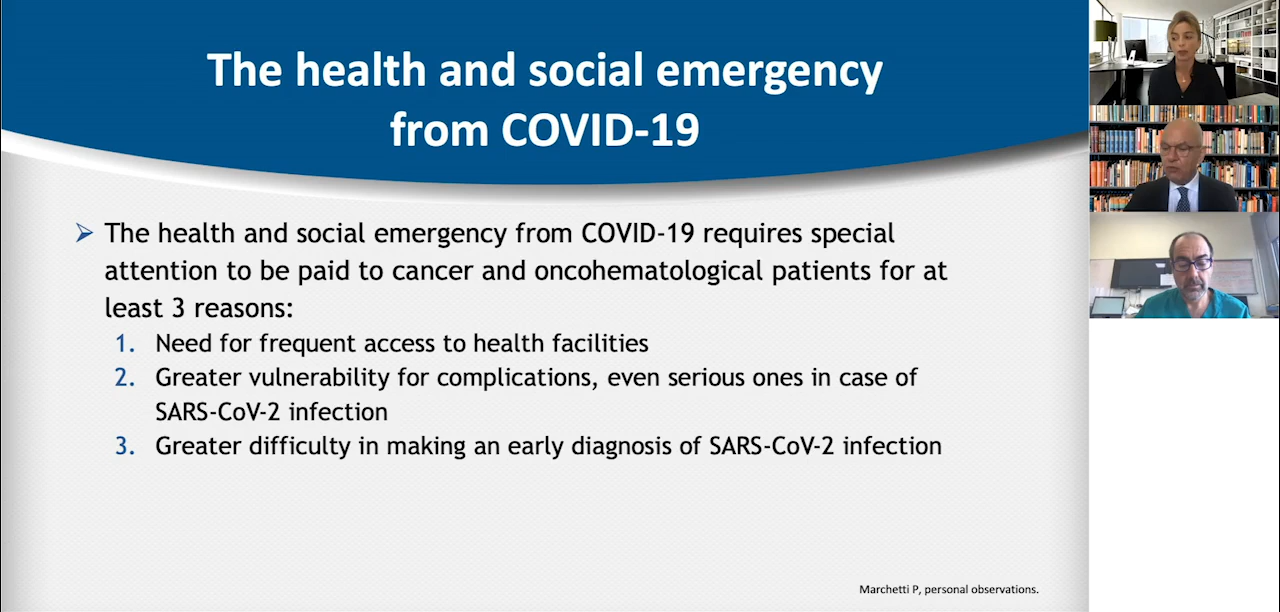 The health and social emergency
from COVID-19
➢ The health and social emergency from COVID-19 requires special
attention to be paid to cancer and oncohematological patients for at
least 3 reasons:
1. Need for frequent access to health facilities
2. Greater vulnerability for complications, even serious ones in case of
SARS-CoV-2 infection
3. Greater difficulty in making an early diagnosis of SARS-CoV-2 infection
Marchetti P, personal observations.